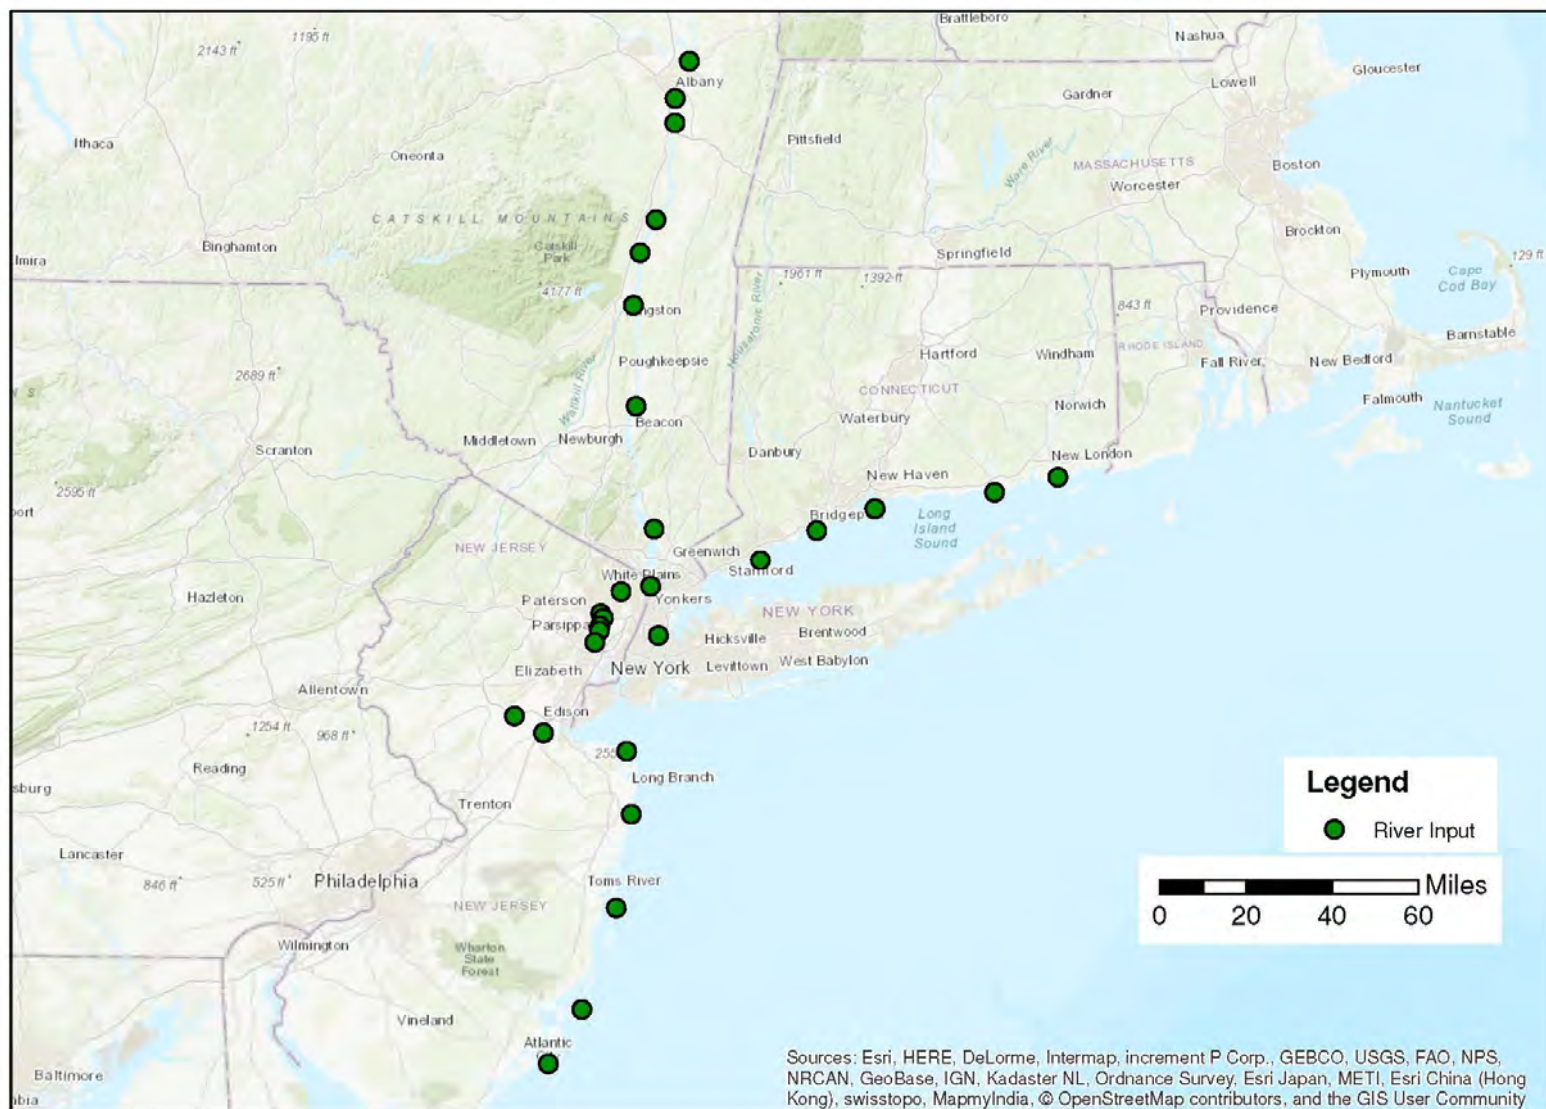 Brattleboro
Nashua
1195 ft
2143 ft
Gloucester
Albany
Lowell
Gardner
Ithaca
Pittsfield
Oneonta
Ware River
MASSACHUSETTS
Boston
Worcester
CATSKILL MOUNTAINS
Binghamton
Catskill
Park
Brockton
Springfield
lmira
129 ft
Plymouth
Cape
Cod Bay
1961 ft
1392 ft
4177 ft
Housatonic River
843 ft
Providence
ngston
Barnstable
RHODE ISLAND
Hartford
Windham
Fall River
New Bedford
Poughkeepsie
2689 ft
Wallkill River
CONNECTICUT
Falmouth
Nantucket
Sound
Norwich
Waterbury
Beacon
Middletown
Newburgh
Scranton
Danbury
New London
New Haven
2595 ft
port
Bridgep
Long
Island
Sound
NEW JERSEY
Greenwich
Stamford
White Plains
Hazleton
Paterson
Yonkers
NEW YORK
Parsippa
Hicksville
Brentwood
Elizabeth
New York
Levittown
West Babylon
Allentown
Edison
1254 ft
968 ft
255
Reading
Long Branch
sburg
Trenton
Legend
River Input
Lancaster
846 ft
525 ft
Philadelphia
Toms River
Miles
0 20 40 60
NEW JERSEY
Wilmington
Wharton
State
Forest
Vineland
Atlantic
Baltimore
mbia
Sources: Esri, HERE, DeLorme, Intermap, increment P Corp., GEBCO, USGS, FAO, NPS,
NRCAN, GeoBase, IGN, Kadaster NL, Ordnance Survey, Esri Japan, METI, Esri China (Hong
Kong), swisstopo, MapmyIndia, © OpenStreetMap contributors, and the GIS User Community